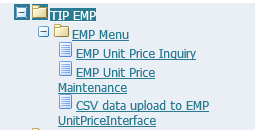 TIP EMP
EMP Menu
EMP Unit Price Inquiry
EMP Unit Price
Maintenance
CSV data upload to EMP
UnitPriceInterface